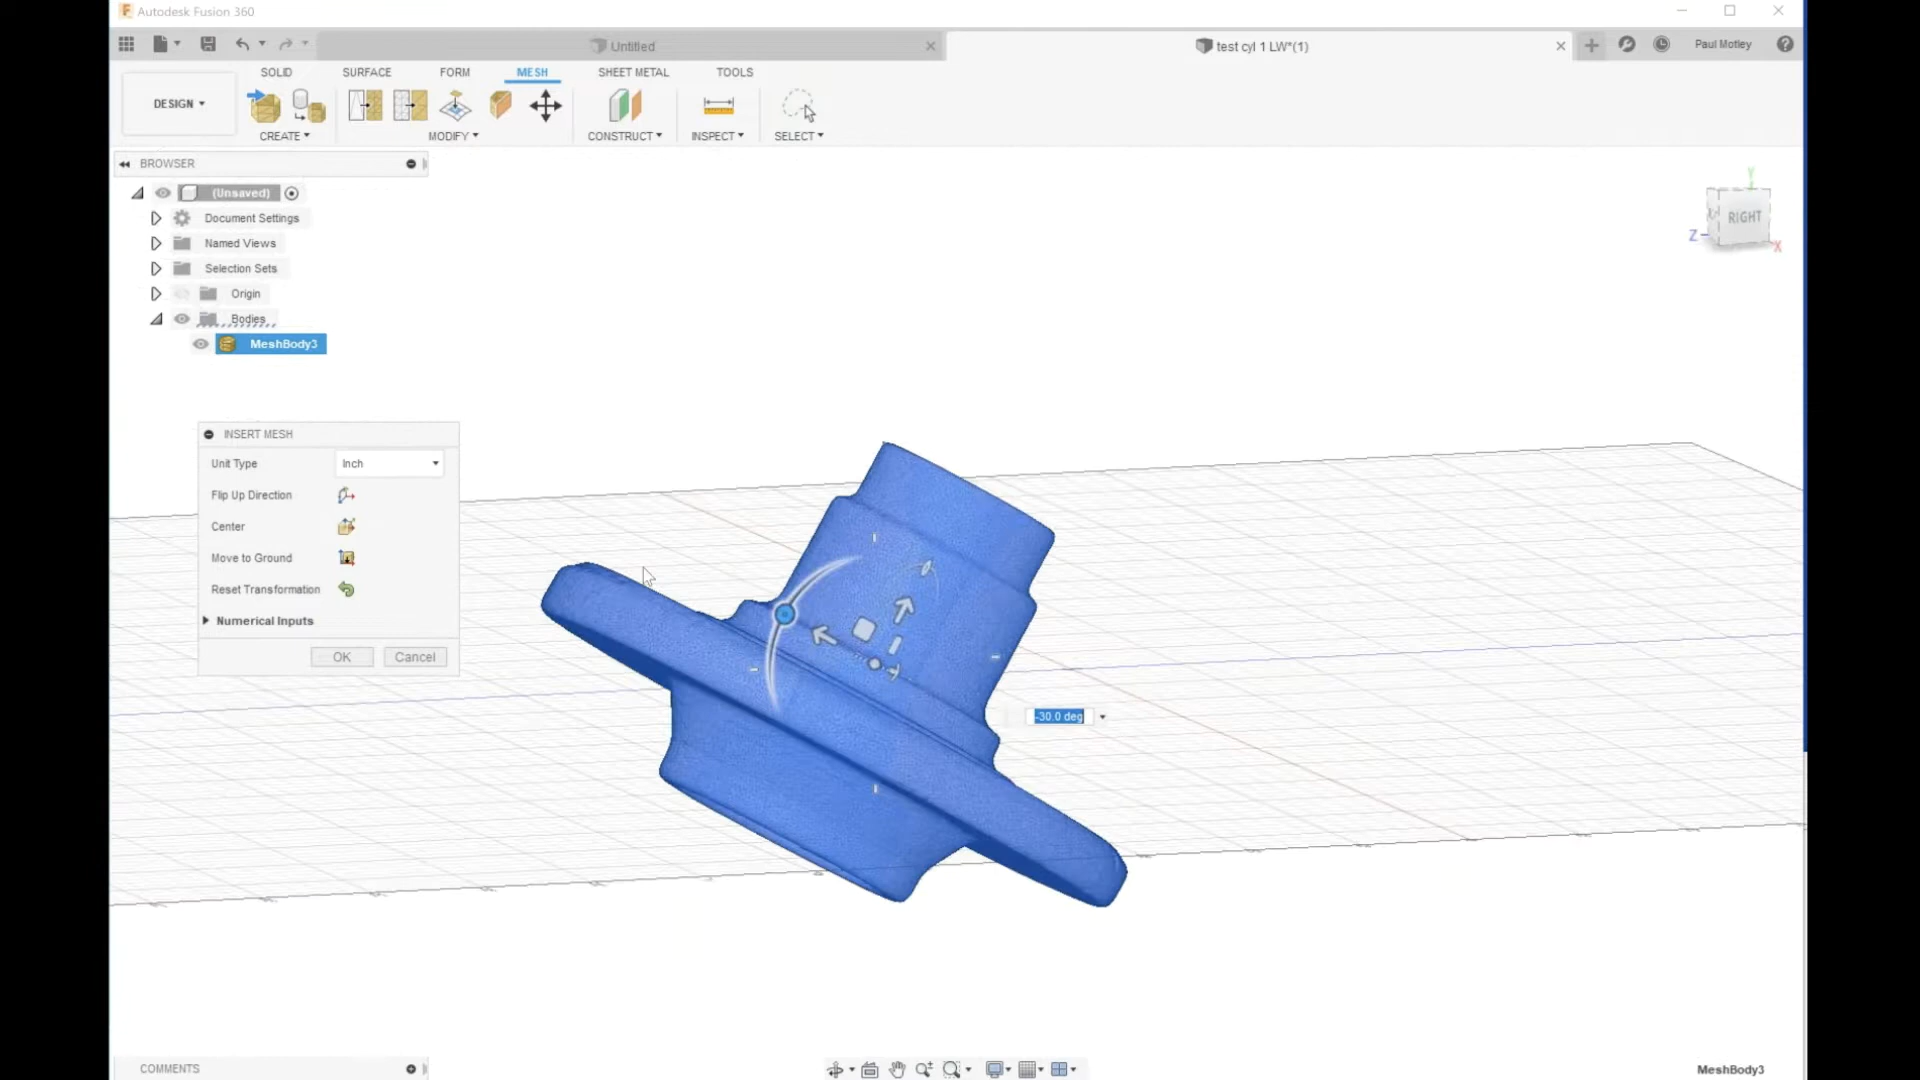 Autodesk Fusion 360
Untitled
test cyl 1 LW*(1)
Paul Motley
SOLID
SURFACE
FORM
MESH
SHEET METAL
TOOLS
DESIGN
CREATE
MODIFY
CONSTRUCT
INSPECT
SELECT
BROWSER
(Unsaved)
Document Settings
Named Views
Selection Sets
Origin
Bodies
MeshBody3
Y
RIGHT
Z
X
INSERT MESH
Unit Type
Inch
Flip Up Direction
Center
Move to Ground
Reset Transformation
Numerical Inputs
OK
Cancel
-30.0 deg
COMMENTS
MeshBody3